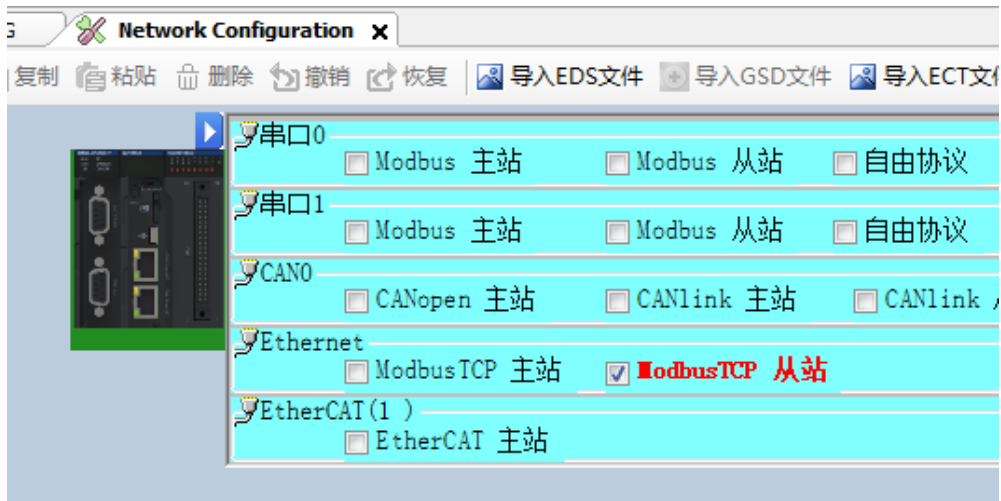 G Network Configuration x
复制 粘贴 删除 撤销 恢复 导入EDS文件 导入GSD文件 导入ECT文件
串口0
Modbus 主站 Modbus 从站 自由协议
串口1
Modbus 主站 Modbus 从站 自由协议
CAN0
CANopen 主站 CANlink 主站 CANlink
Ethernet
ModbusTCP 主站 ModbusTCP 从站
EtherCAT(1 )
EtherCAT 主站